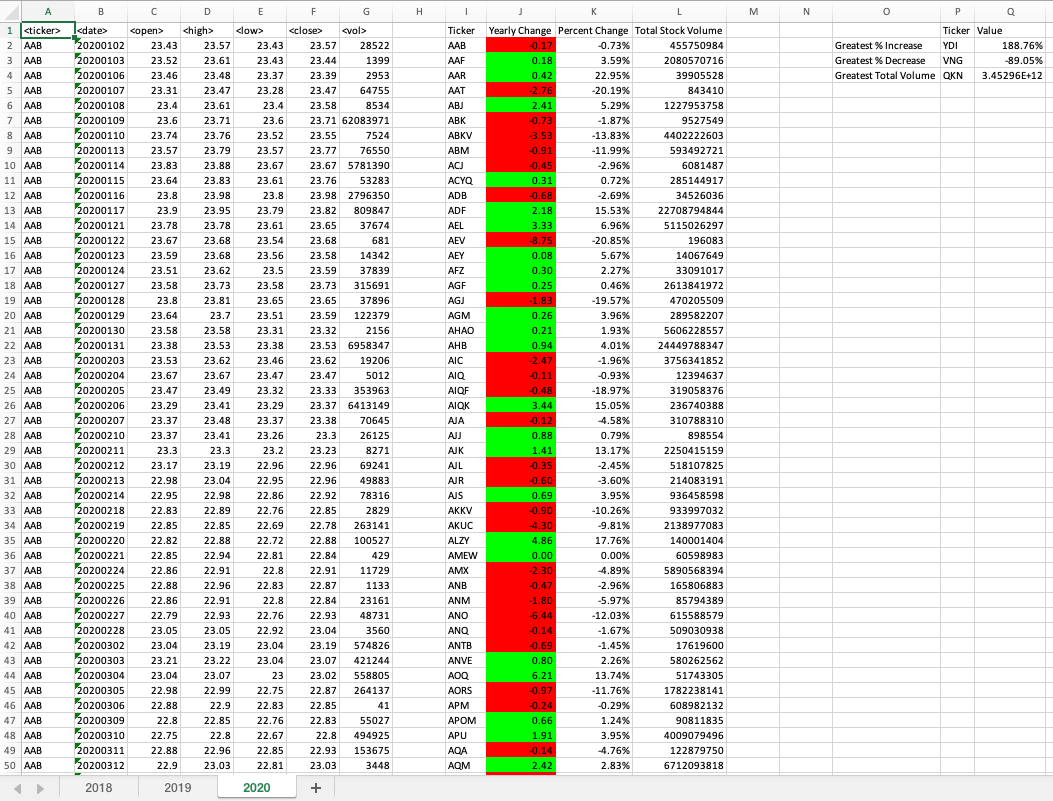 A B C D E F G H I J K L M N O P Q
1 <ticker> <date> <open> <high> <low> <close> <vol> Ticker Yearly Change Percent Change Total Stock Volume Ticker Value
2 AAB 20200102 23.43 23.57 23.43 23.57 28522 AAB -0.17 -0.73% 455750984 Greatest % Increase YDI 188.76%
3 AAB 20200103 23.52 23.61 23.43 23.44 1399 AAF 0.18 3.59% 2080570716 Greatest % Decrease VNG -89.05%
4 AAB 20200106 23.46 23.48 23.37 23.39 2953 AAR 0.42 22.95% 39905528 Greatest Total Volume QKN 3.45296E+12
5 AAB 20200107 23.31 23.47 23.28 23.47 64755 AAT -2.76 -20.19% 843410
6 AAB 20200108 23.4 23.61 23.4 23.58 8534 ABJ 2.41 5.29% 1227953758
7 AAB 20200109 23.6 23.71 23.6 23.71 62083971 ABK -0.73 -1.87% 9527549
8 AAB 20200110 23.74 23.76 23.52 23.55 7524 ABKV -3.53 -13.83% 4402222603
9 AAB 20200113 23.57 23.79 23.57 23.77 76550 ABM -0.91 -11.99% 593492721
10 AAB 20200114 23.83 23.88 23.67 23.67 5781390 ACJ -0.45 -2.96% 6081487
11 AAB 20200115 23.64 23.83 23.61 23.76 53283 ACYQ 0.31 0.72% 285144917
12 AAB 20200116 23.8 23.98 23.8 23.98 2796350 ADB -0.68 -2.69% 34526036
13 AAB 20200117 23.9 23.95 23.79 23.82 809847 ADF 2.18 15.53% 22708794844
14 AAB 20200121 23.78 23.78 23.61 23.65 37674 AEL 3.33 6.96% 5115026297
15 AAB 20200122 23.67 23.68 23.54 23.68 681 AEV -8.75 -20.85% 196083
16 AAB 20200123 23.59 23.68 23.56 23.58 14342 AEY 0.08 5.67% 14067649
17 AAB 20200124 23.51 23.62 23.5 23.59 37839 AFZ 0.30 2.27% 33091017
18 AAB 20200127 23.58 23.73 23.58 23.73 315691 AGF 0.25 0.46% 2613841972
19 AAB 20200128 23.8 23.81 23.65 23.65 37896 AGJ -1.83 -19.57% 470205509
20 AAB 20200129 23.64 23.7 23.51 23.59 122379 AGM 0.26 3.96% 289582207
21 AAB 20200130 23.58 23.58 23.31 23.32 2156 AHAO 0.21 1.93% 5606228557
22 AAB 20200131 23.38 23.53 23.38 23.53 6958347 AHB 0.94 4.01% 24449788347
23 AAB 20200203 23.53 23.62 23.46 23.62 19206 AIC -2.47 -1.96% 3756341852
24 AAB 20200204 23.67 23.67 23.47 23.47 5012 AIQ -0.11 -0.93% 12394637
25 AAB 20200205 23.47 23.49 23.32 23.33 353963 AIQF -0.48 -18.97% 319058376
26 AAB 20200206 23.29 23.41 23.29 23.37 6413149 AIQK 3.44 15.05% 236740388
27 AAB 20200207 23.37 23.48 23.37 23.38 70645 AJA -0.12 -4.58% 310788310
28 AAB 20200210 23.37 23.41 23.26 23.3 26125 AJJ 0.88 0.79% 898554
29 AAB 20200211 23.3 23.3 23.2 23.23 8271 AJK 1.41 13.17% 2250415159
30 AAB 20200212 23.17 23.19 22.96 22.96 69241 AJL -0.35 -2.45% 518107825
31 AAB 20200213 22.98 23.04 22.95 22.96 49883 AJR -0.60 -3.60% 214083191
32 AAB 20200214 22.95 22.98 22.86 22.92 78316 AJS 0.69 3.95% 936458598
33 AAB 20200218 22.83 22.89 22.76 22.85 2829 AKKV -0.90 -10.26% 933997032
34 AAB 20200219 22.85 22.85 22.69 22.78 263141 AKUC -4.30 -9.81% 2138977083
35 AAB 20200220 22.82 22.88 22.72 22.88 100527 ALZY 4.86 17.76% 140001404
36 AAB 20200221 22.85 22.94 22.81 22.84 429 AMEW 0.00 0.00% 60598983
37 AAB 20200224 22.86 22.91 22.8 22.91 11729 AMX -2.30 -4.89% 5890568394
38 AAB 20200225 22.88 22.96 22.83 22.87 1133 ANB -0.47 -2.96% 165806883
39 AAB 20200226 22.86 22.91 22.8 22.84 23161 ANM -1.80 -5.97% 85794389
40 AAB 20200227 22.79 22.93 22.76 22.93 48731 ANO -6.44 -12.03% 615588579
41 AAB 20200228 23.05 23.05 22.92 23.04 3560 ANQ -0.14 -1.67% 509030938
42 AAB 20200302 23.04 23.19 23.04 23.19 574826 ANTB -0.69 -1.45% 17619600
43 AAB 20200303 23.21 23.22 23.04 23.07 421244 ANVE 0.80 2.26% 580262562
44 AAB 20200304 23.04 23.07 23 23.02 558805 AOQ 6.21 13.74% 51743305
45 AAB 20200305 22.98 22.99 22.75 22.87 264137 AORS -0.97 -11.76% 1782238141
46 AAB 20200306 22.88 22.9 22.83 22.85 41 APM -0.24 -0.29% 608982132
47 AAB 20200309 22.8 22.85 22.76 22.83 55027 APOM 0.66 1.24% 90811835
48 AAB 20200310 22.75 22.8 22.67 22.8 494925 APU 1.91 3.95% 4009079496
49 AAB 20200311 22.88 22.96 22.85 22.93 153675 AQA -0.14 -4.76% 122879750
50 AAB 20200312 22.9 23.03 22.81 23.03 3448 AQM 2.42 2.83% 6712093818
2018 2019 2020 +